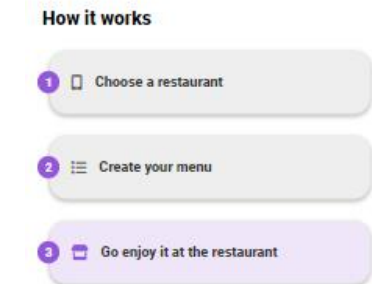 How it works
1 Choose a restaurant
2 Create your menu
3 Go enjoy it at the restaurant